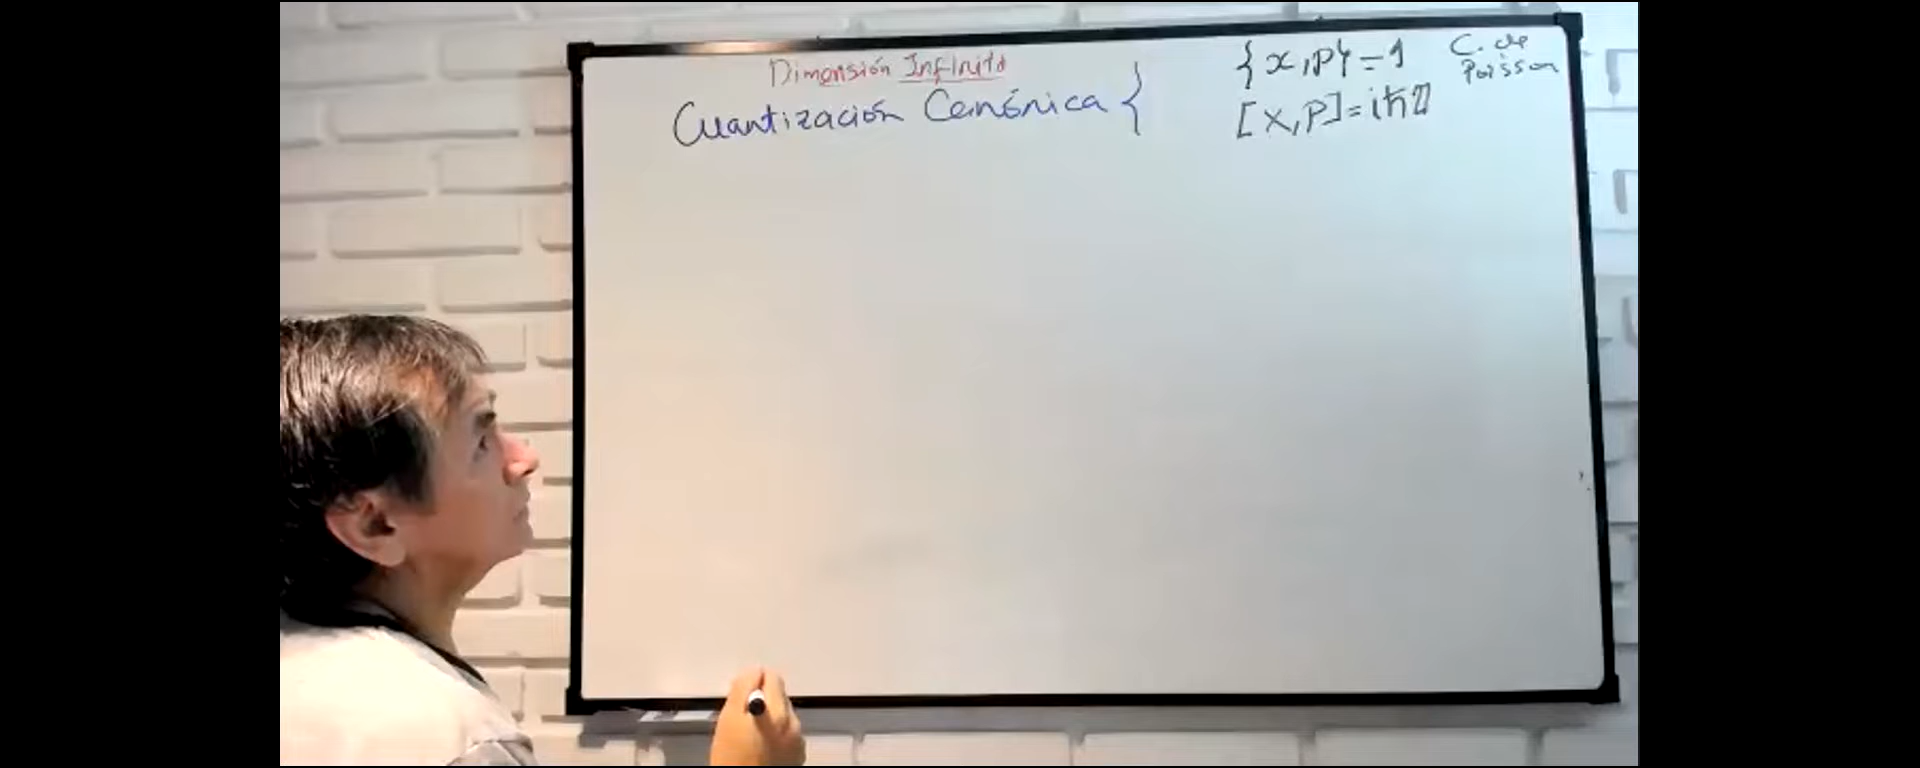 Dimensión Infinita
Cuantización Canónica {
{x,p} = 1
C. de
Poisson
[X,P] = iħ𝟙